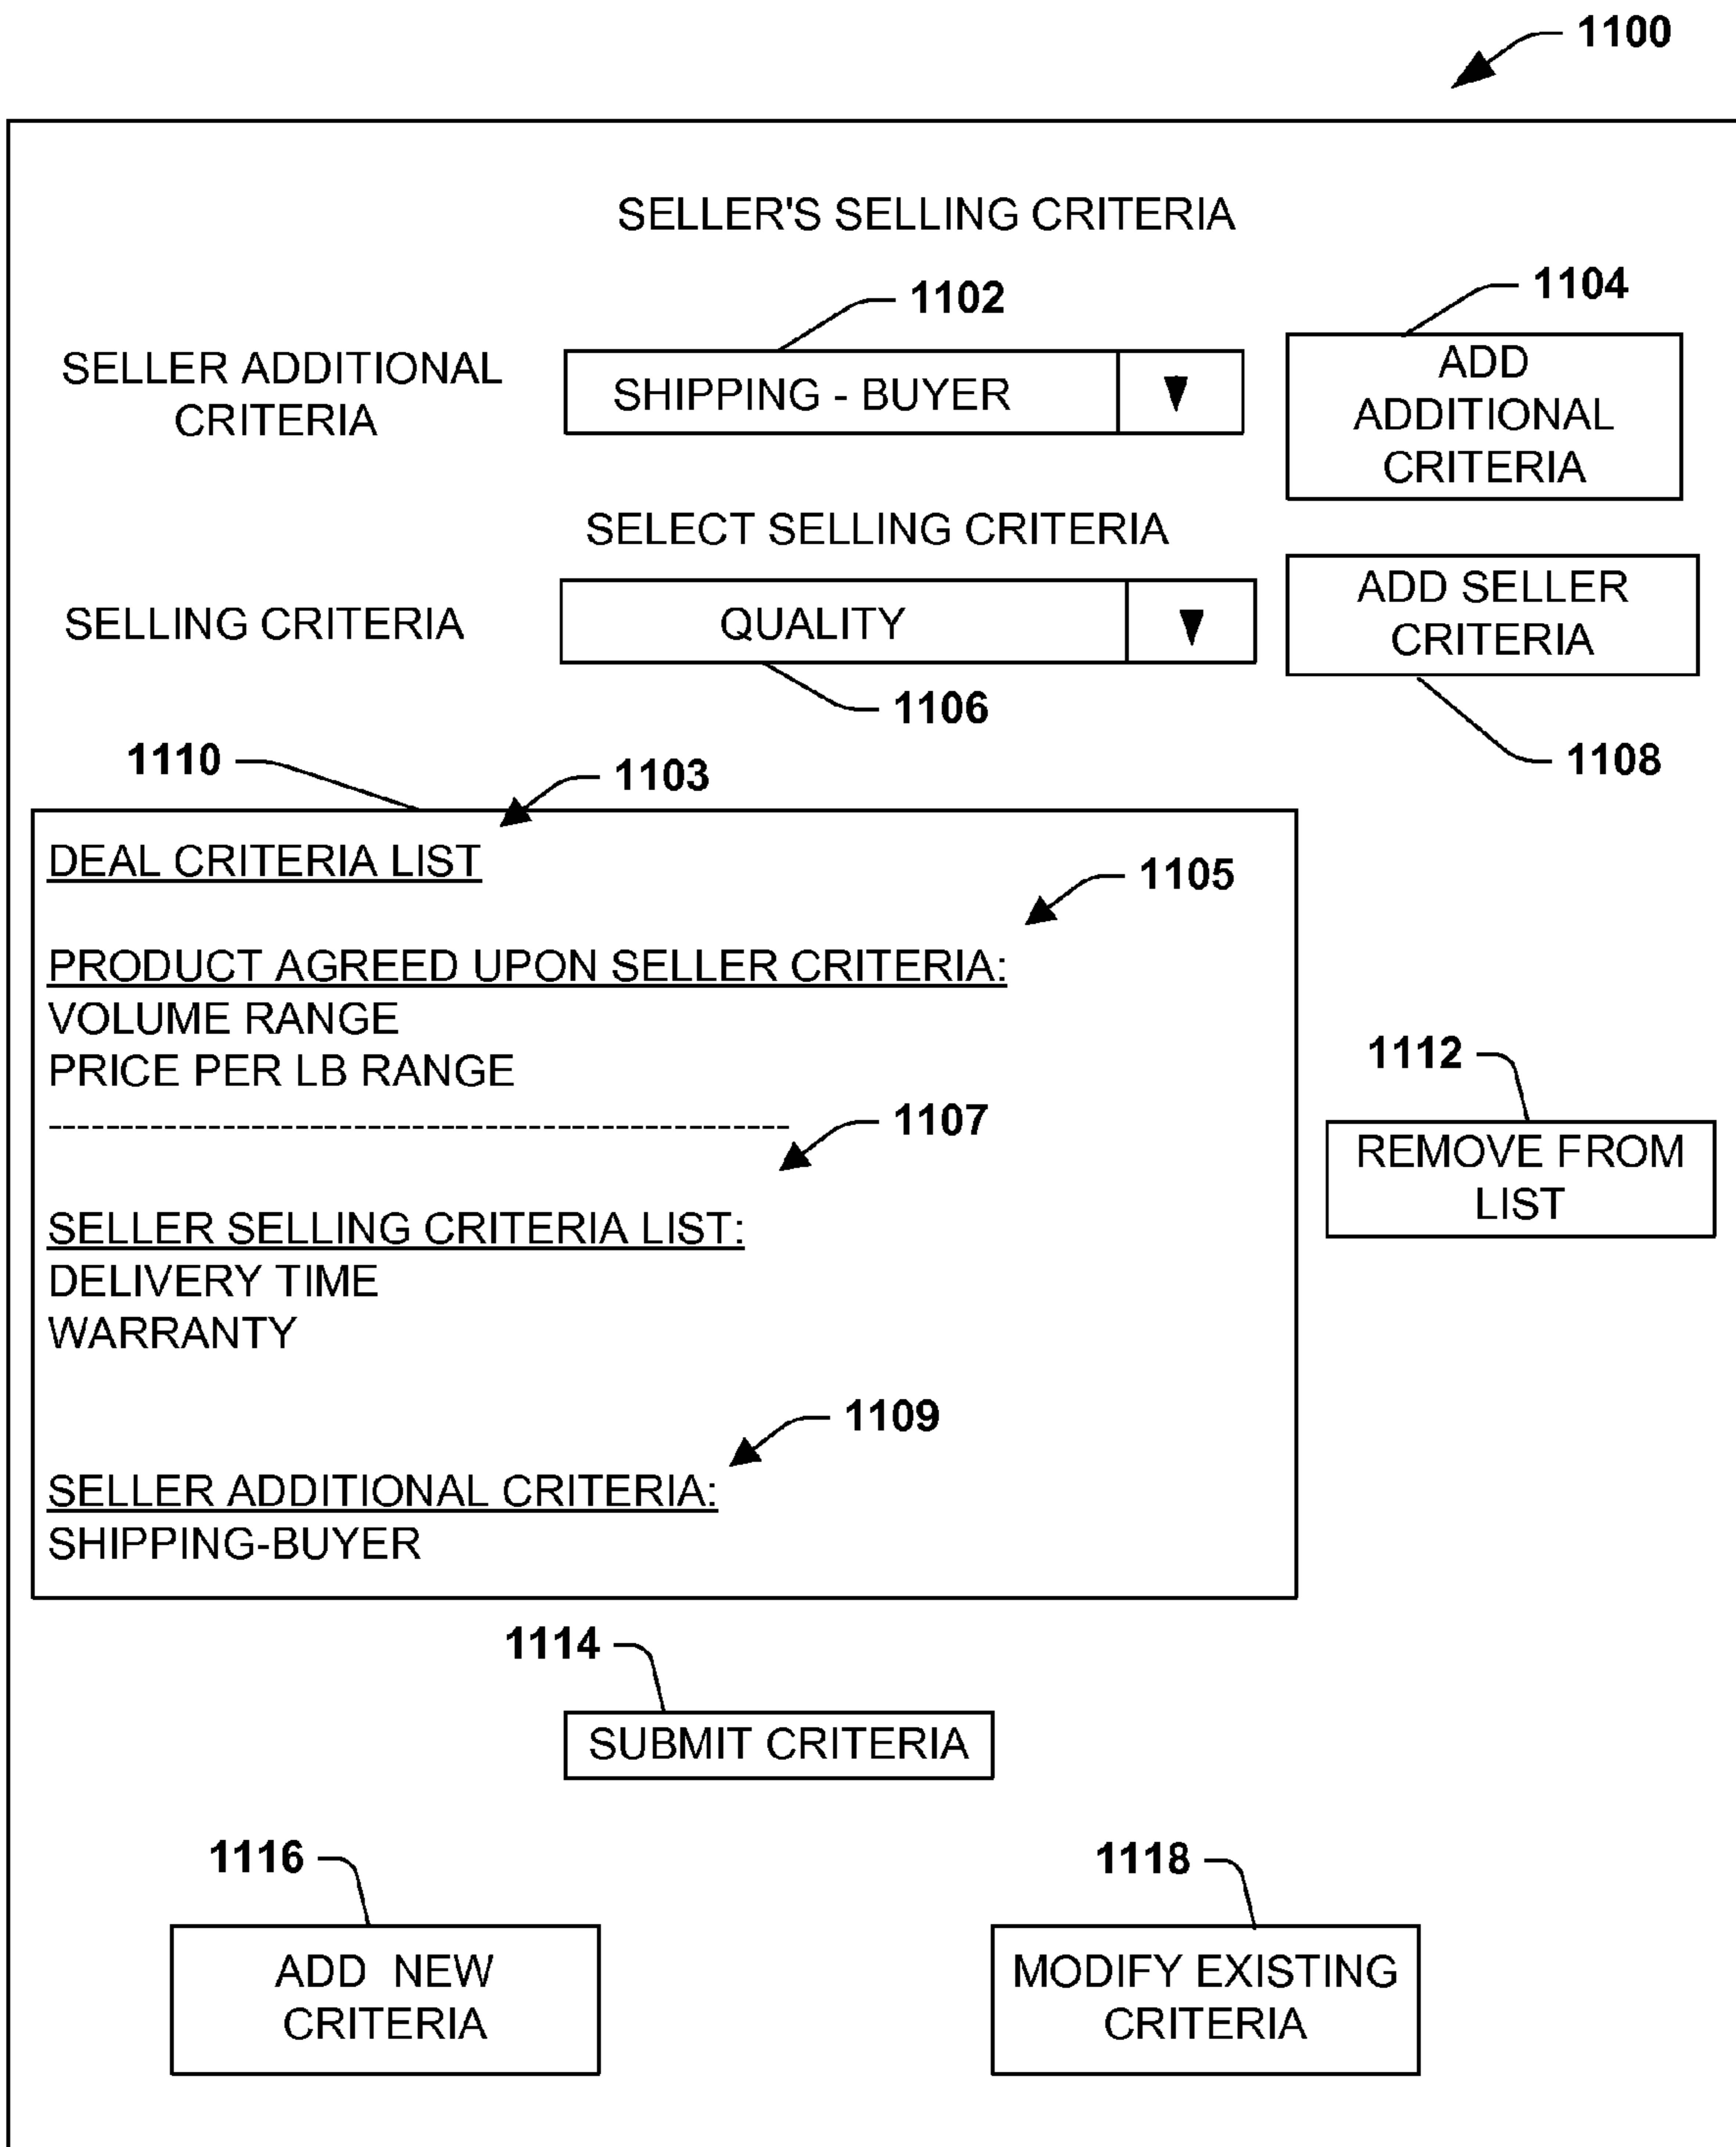 1100
SELLER'S SELLING CRITERIA
1102
1104
SELLER ADDITIONAL
CRITERIA
SHIPPING - BUYER
ADD
ADDITIONAL
CRITERIA
SELECT SELLING CRITERIA
SELLING CRITERIA
QUALITY
ADD SELLER
CRITERIA
1106
1108
1110
1103
DEAL CRITERIA LIST
1105
PRODUCT AGREED UPON SELLER CRITERIA:
VOLUME RANGE
PRICE PER LB RANGE
----------------------------------------------------
1107
1112
REMOVE FROM
LIST
SELLER SELLING CRITERIA LIST:
DELIVERY TIME
WARRANTY
1109
SELLER ADDITIONAL CRITERIA:
SHIPPING-BUYER
1114
SUBMIT CRITERIA
1116
1118
ADD  NEW
CRITERIA
MODIFY EXISTING
CRITERIA